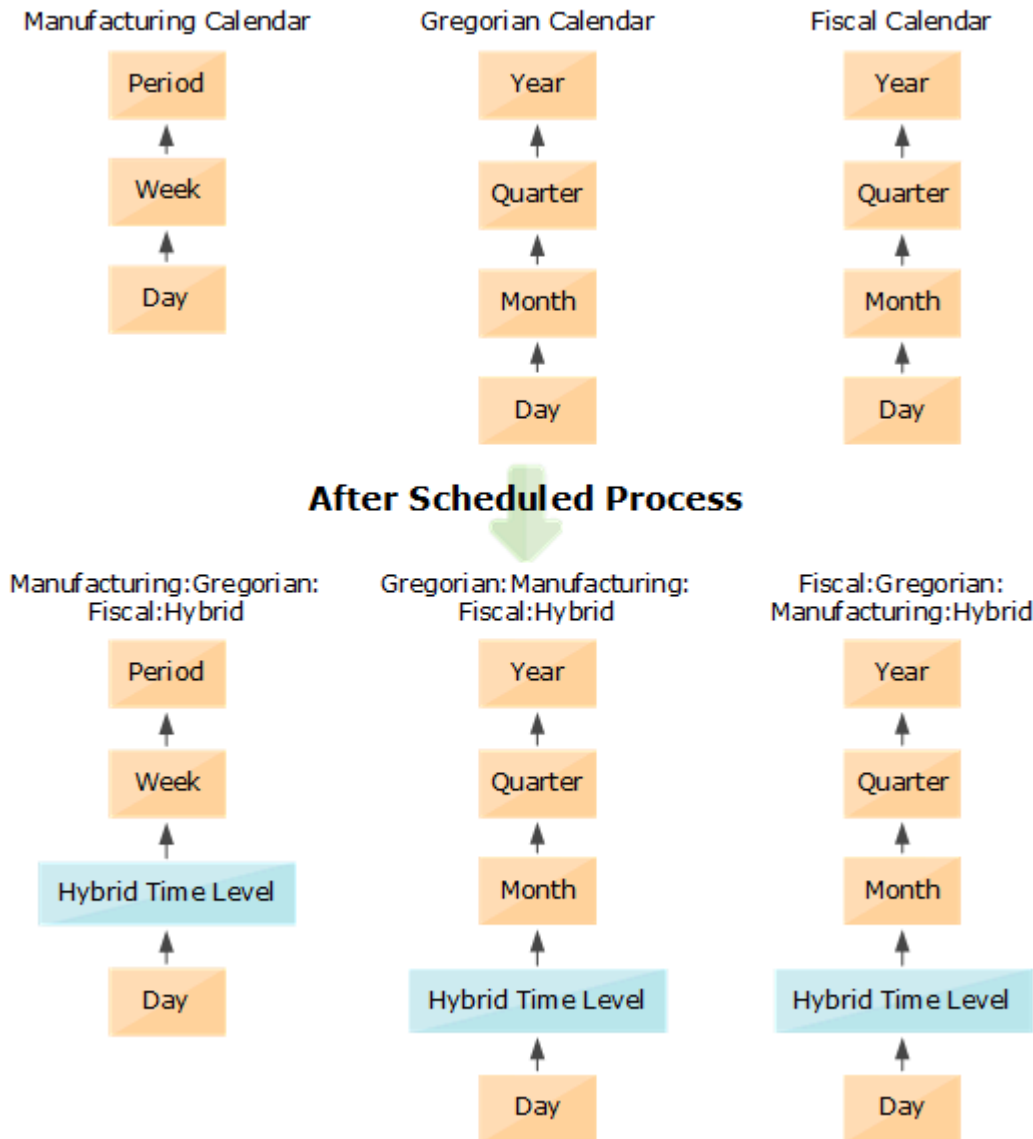 Manufacturing Calendar
Period
Week
Day
Gregorian Calendar
Year
Quarter
Month
Day
Fiscal Calendar
Year
Quarter
Month
Day
After Scheduled Process
Manufacturing:Gregorian:
Fiscal:Hybrid
Period
Week
Hybrid Time Level
Day
Gregorian:Manufacturing:
Fiscal:Hybrid
Year
Quarter
Month
Hybrid Time Level
Day
Fiscal:Gregorian:
Manufacturing:Hybrid
Year
Quarter
Month
Hybrid Time Level
Day